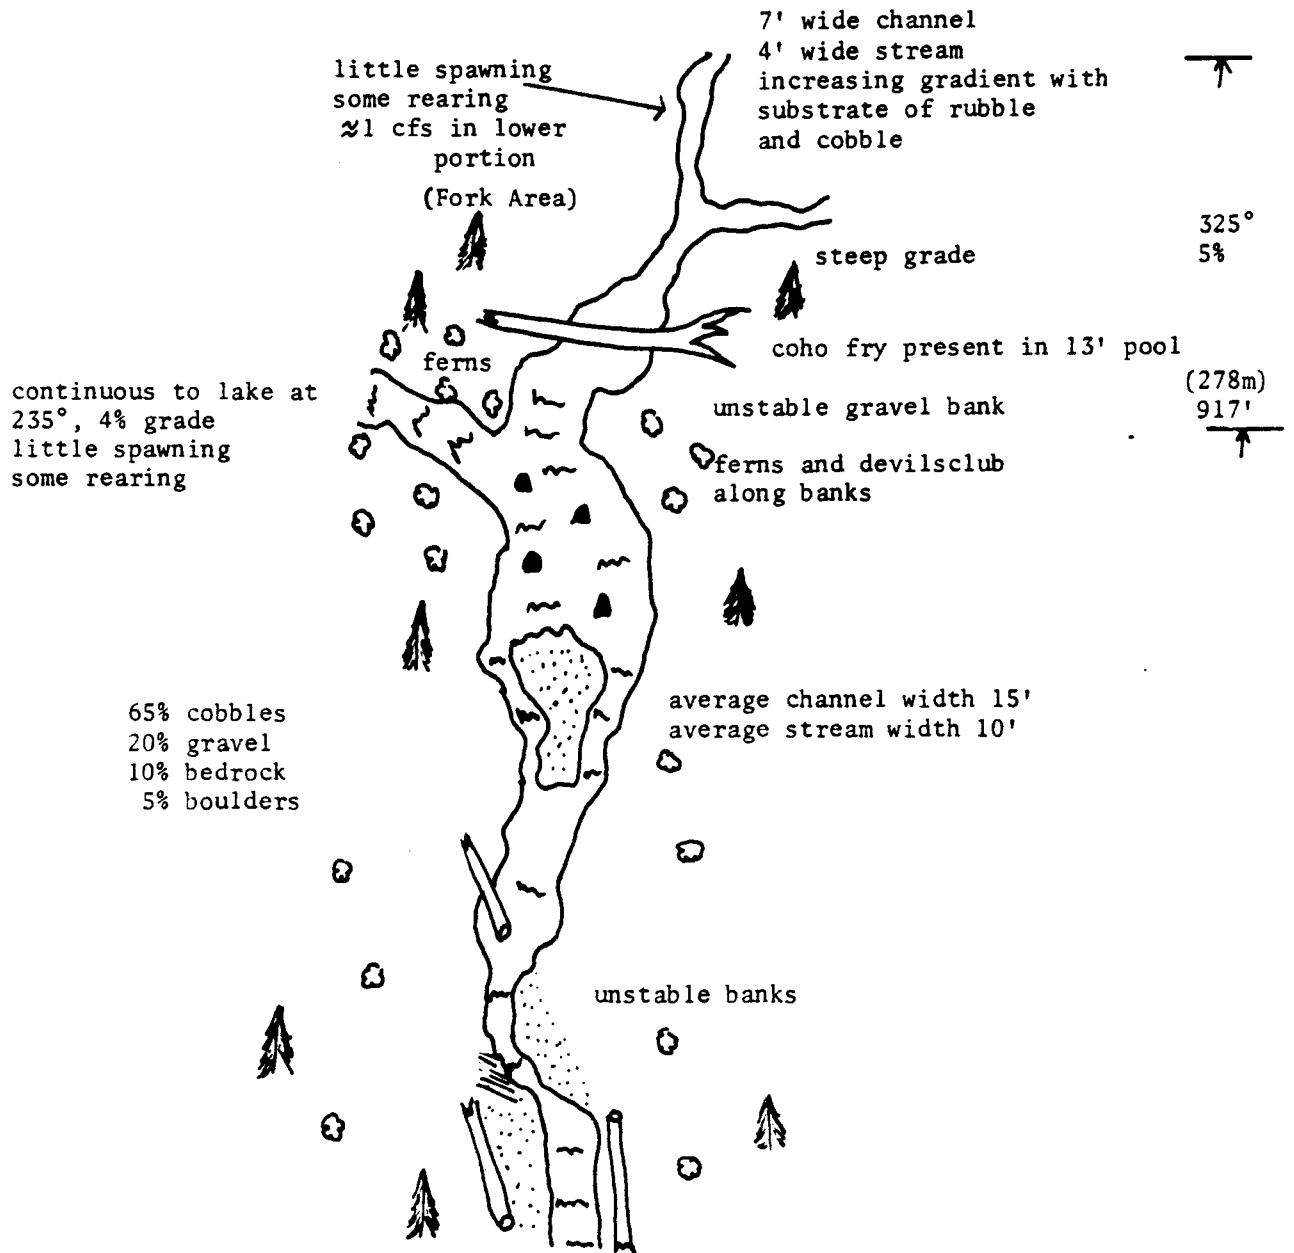 7' wide channel
4' wide stream
increasing gradient with
substrate of rubble
and cobble
little spawning
some rearing
≈1 cfs in lower
portion
(Fork Area)
325°
5%
steep grade
coho fry present in 13' pool
ferns
(278m)
917'
continuous to lake at
235°, 4% grade
little spawning
some rearing
unstable gravel bank
ferns and devilsclub
along banks
average channel width 15'
average stream width 10'
65% cobbles
20% gravel
10% bedrock
5% boulders
unstable banks